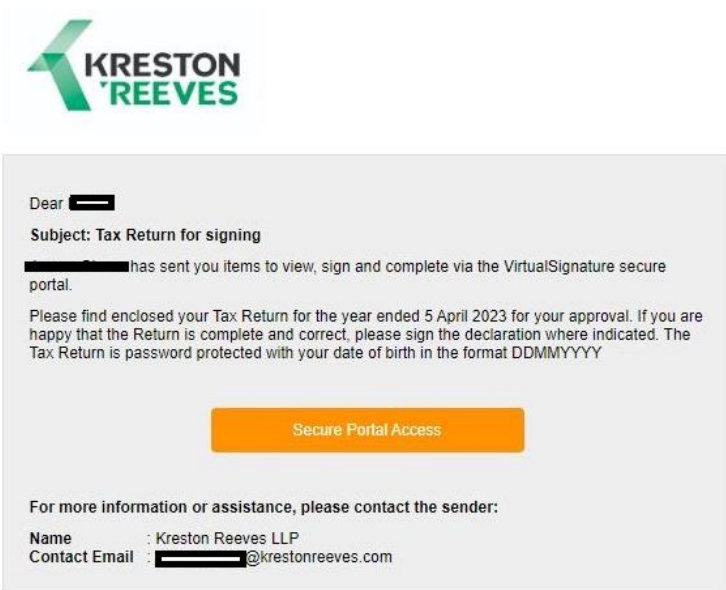 KRESTON
REEVES
Dear
Subject: Tax Return for signing
has sent you items to view, sign and complete via the VirtualSignature secure
portal.
Please find enclosed your Tax Return for the year ended 5 April 2023 for your approval. If you are
happy that the Return is complete and correct, please sign the declaration where indicated. The
Tax Return is password protected with your date of birth in the format DDMMYYYY
Secure Portal Access
For more information or assistance, please contact the sender:
Name : Kreston Reeves LLP
Contact Email : @krestonreeves.com